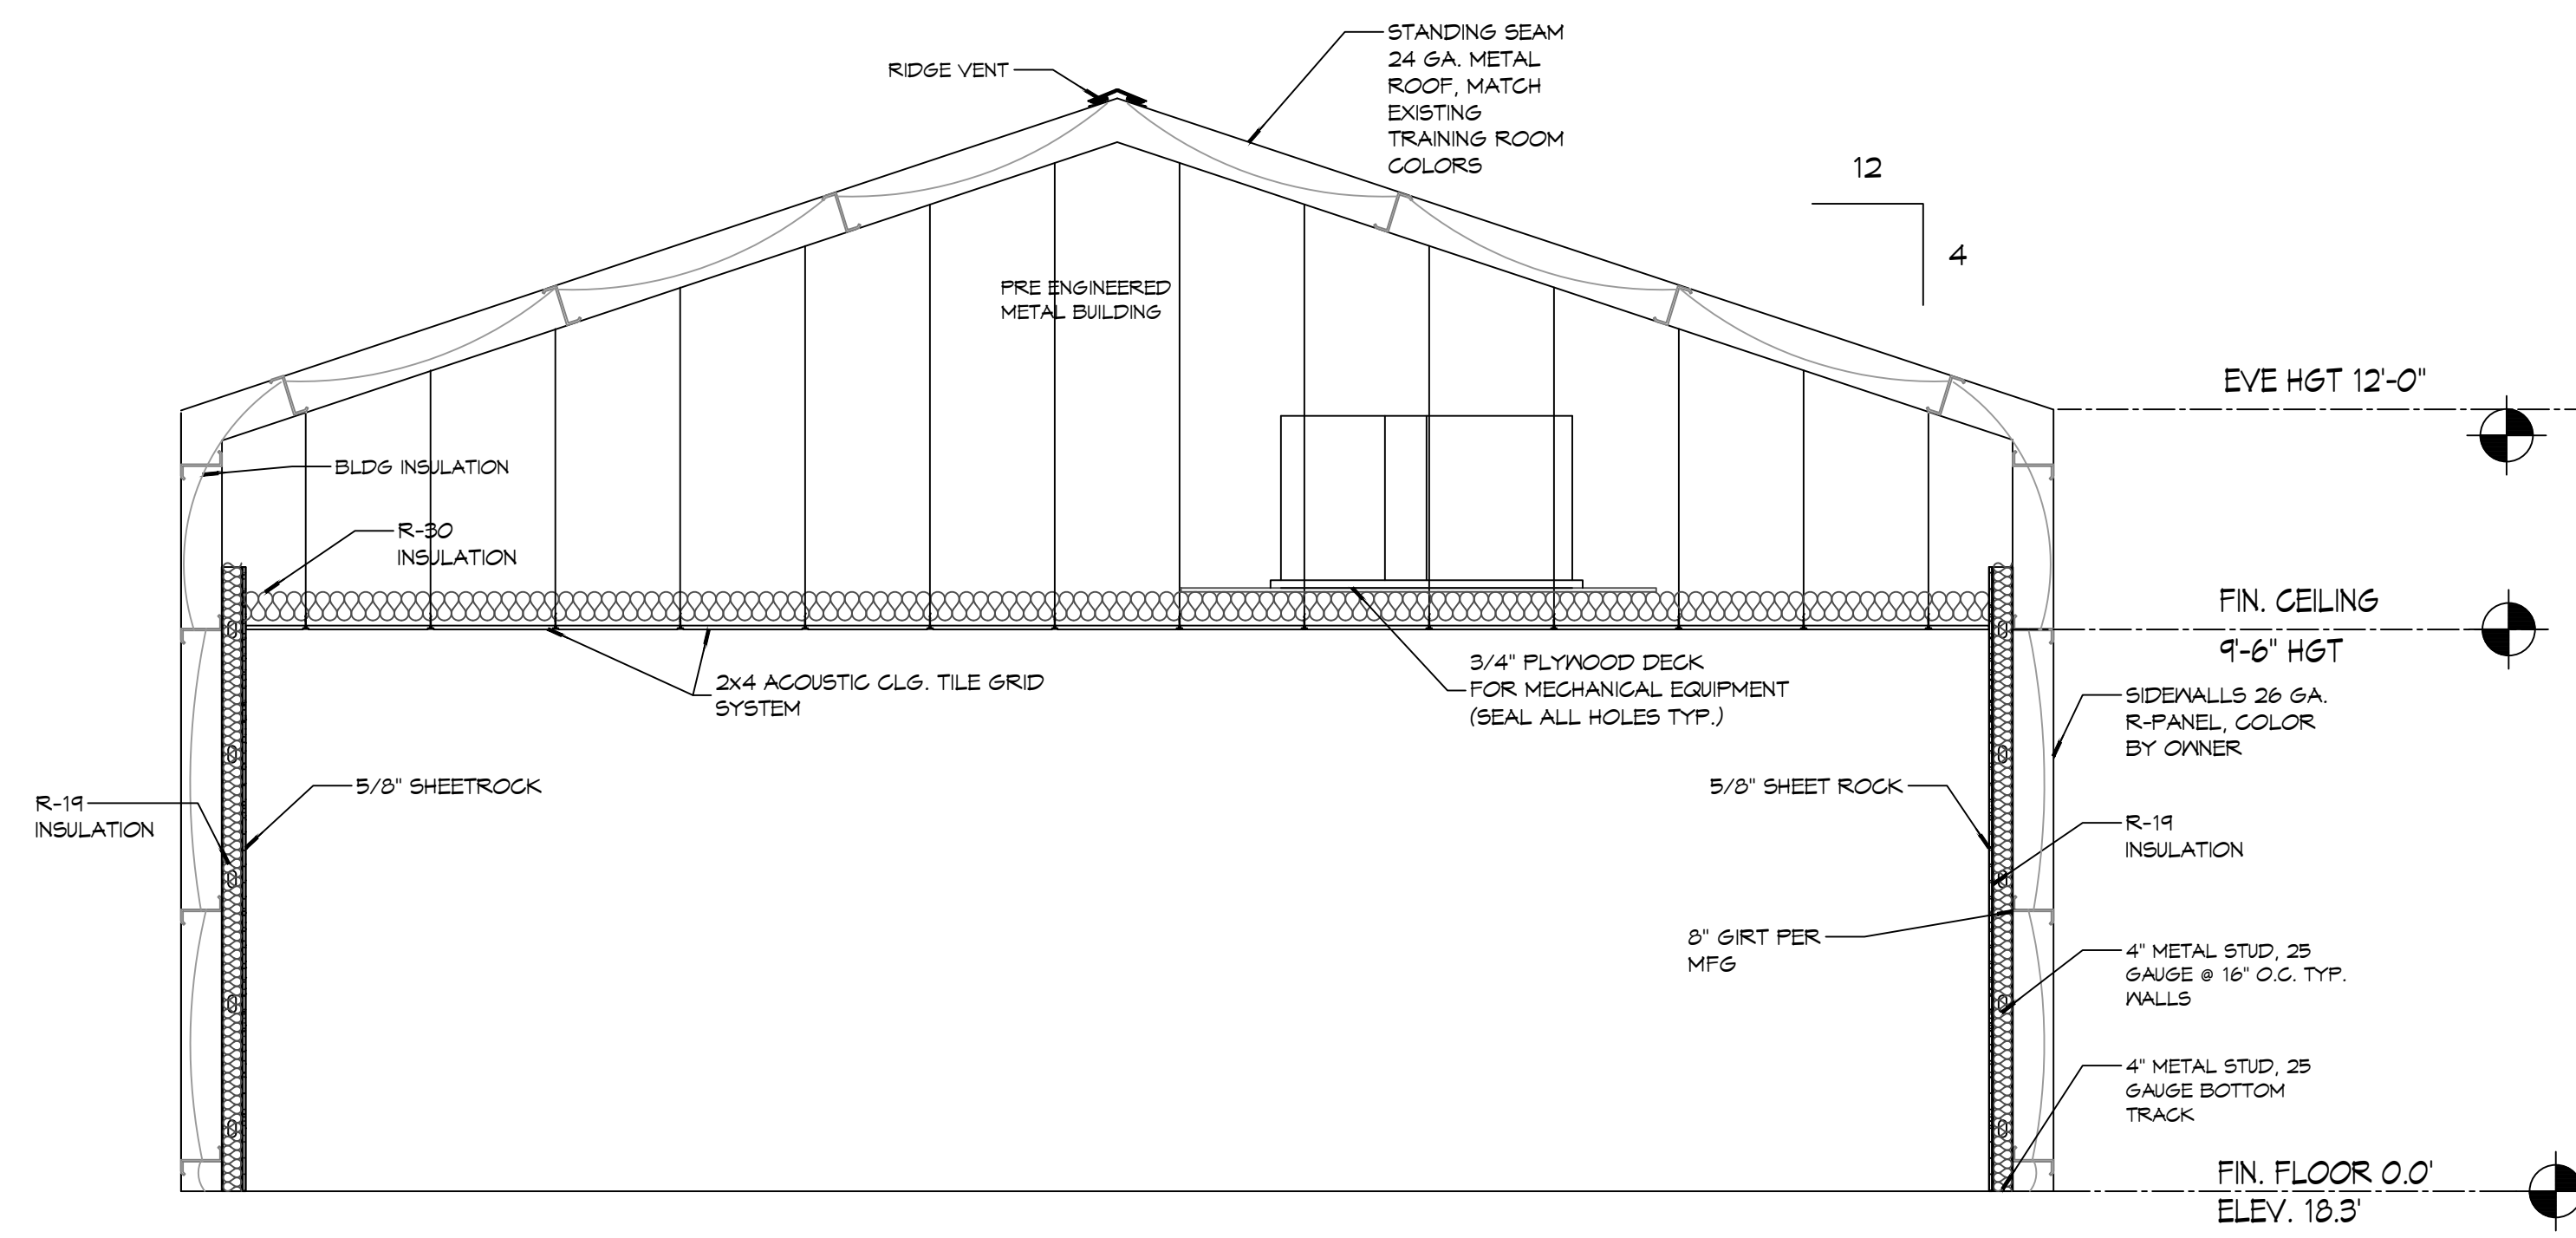 RIDGE VENT
STANDING SEAM
24 GA. METAL
ROOF, MATCH
EXISTING
TRAINING ROOM
COLORS
12
4
PRE ENGINEERED
METAL BUILDING
EVE HGT 12'-0"
BLDG INSULATION
R-30
INSULATION
FIN. CEILING
9'-6" HGT
2x4 ACOUSTIC CLG. TILE GRID
SYSTEM
3/4" PLYWOOD DECK
FOR MECHANICAL EQUIPMENT
(SEAL ALL HOLES TYP.)
SIDEWALLS 26 GA.
R-PANEL, COLOR
BY OWNER
R-19
INSULATION
5/8" SHEETROCK
5/8" SHEET ROCK
R-19
INSULATION
8" GIRT PER
MFG
4" METAL STUD, 25
GAUGE @ 16" O.C. TYP.
WALLS
4" METAL STUD, 25
GAUGE BOTTOM
TRACK
FIN. FLOOR 0.0'
ELEV. 18.3'